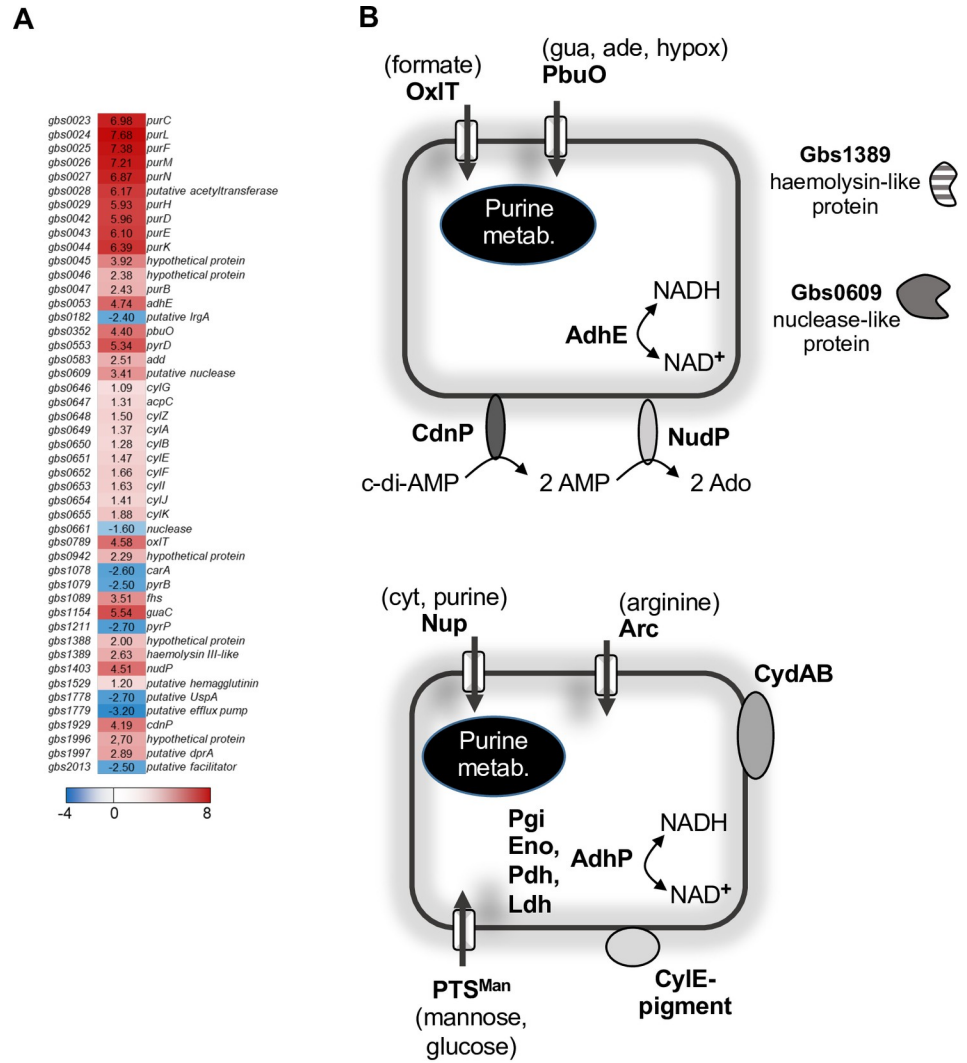 A
gbs0023 6.98 purC
gbs0024 7.68 purL
gbs0025 7.38 purF
gbs0026 7.21 purM
gbs0027 6.87 purN
gbs0028 6.17 putative acetyltransferase
gbs0029 5.93 purH
gbs0042 5.96 purD
gbs0043 6.10 purE
gbs0044 6.39 purK
gbs0045 3.92 hypothetical protein
gbs0046 2.38 hypothetical protein
gbs0047 2.43 purB
gbs0053 4.74 adhE
gbs0182 -2.40 putative lrgA
gbs0352 4.40 pbuO
gbs0553 5.34 pyrD
gbs0583 2.51 add
gbs0609 3.41 putative nuclease
gbs0646 1.09 cylG
gbs0647 1.31 acpC
gbs0648 1.50 cylZ
gbs0649 1.37 cylA
gbs0650 1.28 cylB
gbs0651 1.47 cylE
gbs0652 1.66 cylF
gbs0653 1.63 cylI
gbs0654 1.41 cylJ
gbs0655 1.88 cylK
gbs0661 -1.60 nuclease
gbs0789 4.58 oxlT
gbs0942 2.29 hypothetical protein
gbs1078 -2.60 carA
gbs1079 -2.50 pyrB
gbs1089 3.51 fhs
gbs1154 5.54 guaC
gbs1211 -2.70 pyrP
gbs1388 2.00 hypothetical protein
gbs1389 2.63 haemolysin III-like
gbs1403 4.51 nudP
gbs1529 1.20 putative hemagglutinin
gbs1778 -2.70 putative UspA
gbs1779 -3.20 putative efflux pump
gbs1929 4.19 cdnP
gbs1996 2,70 hypothetical protein
gbs1997 2.89 putative dprA
gbs2013 -2.50 putative facilitator
-4 0 8
B
(formate)
OxlT
(gua, ade, hypox)
PbuO
Purine
metab.
NADH
AdhE
NAD+
CdnP
NudP
c-di-AMP 2 AMP 2 Ado
Gbs1389
haemolysin-like
protein
Gbs0609
nuclease-like
protein
(cyt, purine)
Nup
(arginine)
Arc
CydAB
Purine
metab.
Pgi
Eno,
Pdh,
Ldh
AdhP
NADH
NAD+
PTSMan
(mannose,
glucose)
CylE-
pigment